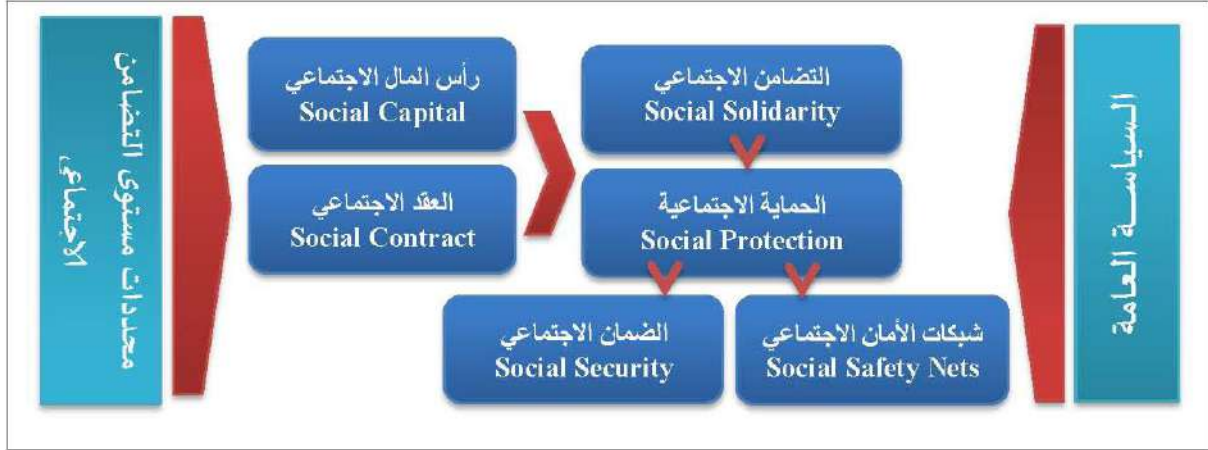 محددات مستوى التضامن
الاجتماعي
رأس المال الاجتماعي
Social Capital
العقد الاجتماعي
Social Contract
التضامن الاجتماعي
Social Solidarity
الحماية الاجتماعية
Social Protection
الضمان الاجتماعي
Social Security
شبكات الأمان الاجتماعي
Social Safety Nets
السياسة العامة